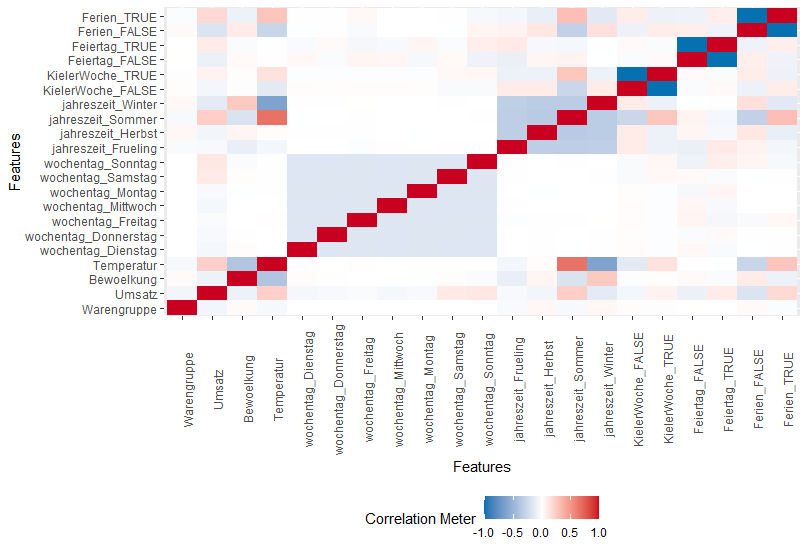 Ferien_TRUE
Ferien_FALSE
Feiertag_TRUE
Feiertag_FALSE
KielerWoche_TRUE
KielerWoche_FALSE
jahreszeit_Winter
jahreszeit_Sommer
jahreszeit_Herbst
jahreszeit_Frueling
wochentag_Sonntag
wochentag_Samstag
wochentag_Montag
wochentag_Mittwoch
wochentag_Freitag
wochentag_Donnerstag
wochentag_Dienstag
Temperatur
Bewoelkung
Umsatz
Warengruppe
Features
Warengruppe
Umsatz
Bewoelkung
Temperatur
wochentag_Dienstag
wochentag_Donnerstag
wochentag_Freitag
wochentag_Mittwoch
wochentag_Montag
wochentag_Samstag
wochentag_Sonntag
jahreszeit_Frueling
jahreszeit_Herbst
jahreszeit_Sommer
jahreszeit_Winter
KielerWoche_FALSE
KielerWoche_TRUE
Feiertag_FALSE
Feiertag_TRUE
Ferien_FALSE
Ferien_TRUE
Features
Correlation Meter
-1.0 -0.5 0.0 0.5 1.0